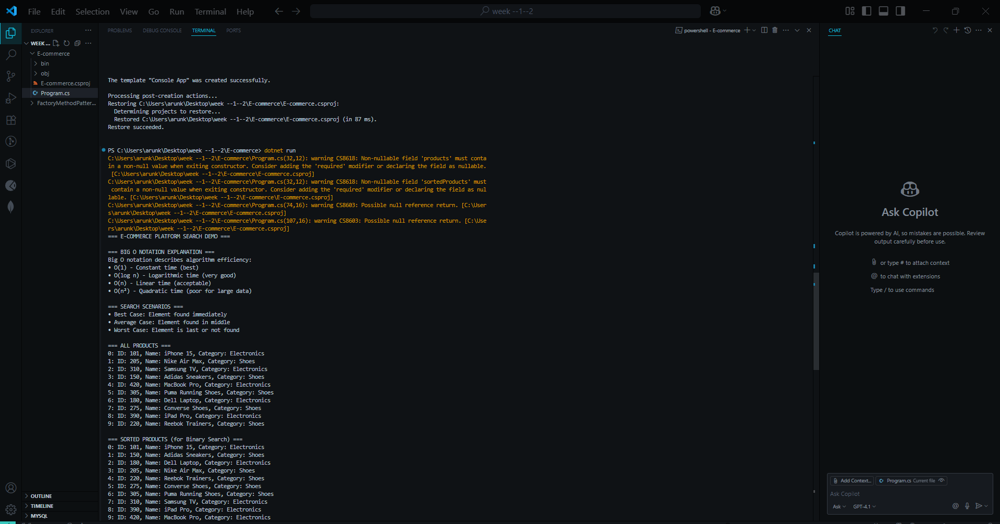 File Edit Selection View Go Run Terminal Help
week --1--2
EXPLORER
WEEK ...
E-commerce
bin
obj
E-commerce.csproj
Program.cs
FactoryMethodPatter...
OUTLINE
TIMELINE
MYSQL
PROBLEMS DEBUG CONSOLE TERMINAL PORTS
powershell - E-commerce
The template "Console App" was created successfully.
Processing post-creation actions...
Restoring C:\Users\arunk\Desktop\week --1--2\E-commerce\E-commerce.csproj:
Determining projects to restore...
Restored C:\Users\arunk\Desktop\week --1--2\E-commerce\E-commerce.csproj (in 87 ms).
Restore succeeded.
PS C:\Users\arunk\Desktop\week --1--2\E-commerce> dotnet run
C:\Users\arunk\Desktop\week --1--2\E-commerce\Program.cs(32,12): warning CS8618: Non-nullable field 'products' must conta
in a non-null value when exiting constructor. Consider adding the 'required' modifier or declaring the field as nullable.
[C:\Users\arunk\Desktop\week --1--2\E-commerce\E-commerce.csproj]
C:\Users\arunk\Desktop\week --1--2\E-commerce\Program.cs(32,12): warning CS8618: Non-nullable field 'sortedProducts' must
contain a non-null value when exiting constructor. Consider adding the 'required' modifier or declaring the field as nul
lable. [C:\Users\arunk\Desktop\week --1--2\E-commerce\E-commerce.csproj]
C:\Users\arunk\Desktop\week --1--2\E-commerce\Program.cs(74,16): warning CS8603: Possible null reference return. [C:\User
s\arunk\Desktop\week --1--2\E-commerce\E-commerce.csproj]
C:\Users\arunk\Desktop\week --1--2\E-commerce\Program.cs(107,16): warning CS8603: Possible null reference return. [C:\Use
rs\arunk\Desktop\week --1--2\E-commerce\E-commerce.csproj]
=== E-COMMERCE PLATFORM SEARCH DEMO ===
=== BIG O NOTATION EXPLANATION ===
Big O notation describes algorithm efficiency:
• O(1) - Constant time (best)
• O(log n) - Logarithmic time (very good)
• O(n) - Linear time (acceptable)
• O(n²) - Quadratic time (poor for large data)
=== SEARCH SCENARIOS ===
• Best Case: Element found immediately
• Average Case: Element found in middle
• Worst Case: Element is last or not found
=== ALL PRODUCTS ===
0: ID: 101, Name: iPhone 15, Category: Electronics
1: ID: 205, Name: Nike Air Max, Category: Shoes
2: ID: 310, Name: Samsung TV, Category: Electronics
3: ID: 150, Name: Adidas Sneakers, Category: Shoes
4: ID: 420, Name: MacBook Pro, Category: Electronics
5: ID: 305, Name: Puma Running Shoes, Category: Shoes
6: ID: 180, Name: Dell Laptop, Category: Electronics
7: ID: 275, Name: Converse Shoes, Category: Shoes
8: ID: 390, Name: iPad Pro, Category: Electronics
9: ID: 220, Name: Reebok Trainers, Category: Shoes
=== SORTED PRODUCTS (for Binary Search) ===
0: ID: 101, Name: iPhone 15, Category: Electronics
1: ID: 150, Name: Adidas Sneakers, Category: Shoes
2: ID: 180, Name: Dell Laptop, Category: Electronics
3: ID: 205, Name: Nike Air Max, Category: Shoes
4: ID: 220, Name: Reebok Trainers, Category: Shoes
5: ID: 275, Name: Converse Shoes, Category: Shoes
6: ID: 305, Name: Puma Running Shoes, Category: Shoes
7: ID: 310, Name: Samsung TV, Category: Electronics
8: ID: 390, Name: iPad Pro, Category: Electronics
9: ID: 420, Name: MacBook Pro, Category: Electronics
CHAT
Ask Copilot
Copilot is powered by AI, so mistakes are possible. Review
output carefully before use.
or type # to attach context
@ to chat with extensions
Type / to use commands
Add Context... Program.cs Current file
Ask Copilot
Ask GPT-4.1